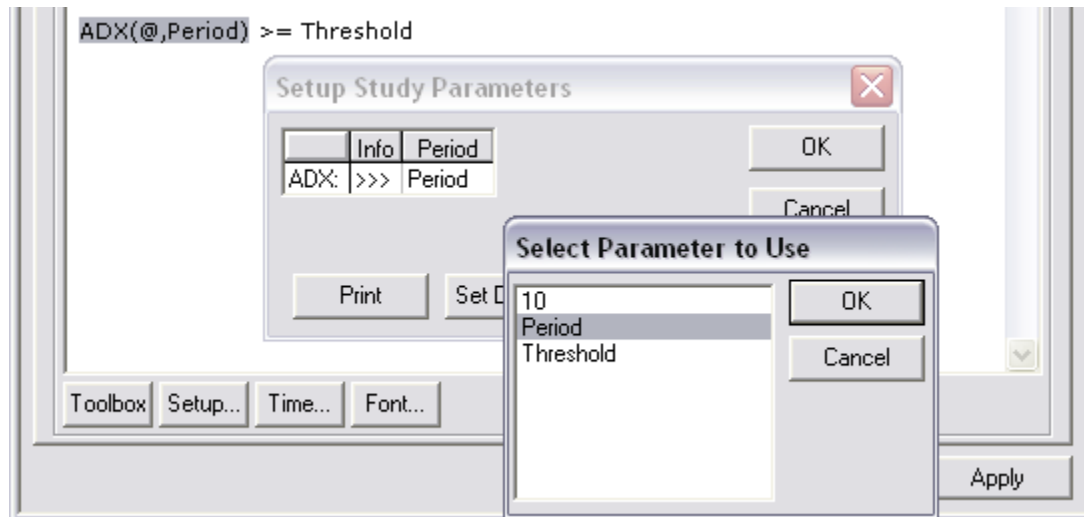 ADX(@,Period) >= Threshold
Setup Study Parameters
Info Period
ADX: >>> Period
OK
Cancel
Print Set D
Select Parameter to Use
10
Period
Threshold
OK
Cancel
Toolbox Setup... Time... Font...
Apply